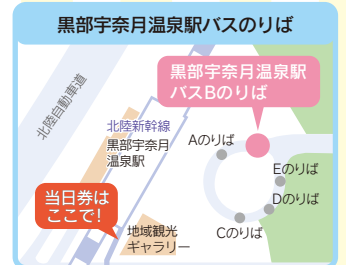 黒部宇奈月温泉駅バスのりば
黒部宇奈月温泉駅
バスBのりば
北陸自動車道
北陸新幹線
黒部宇奈月
温泉駅
Aのりば
Eのりば
Dのりば
Cのりば
当日券は
ここで!
地域観光
ギャラリー